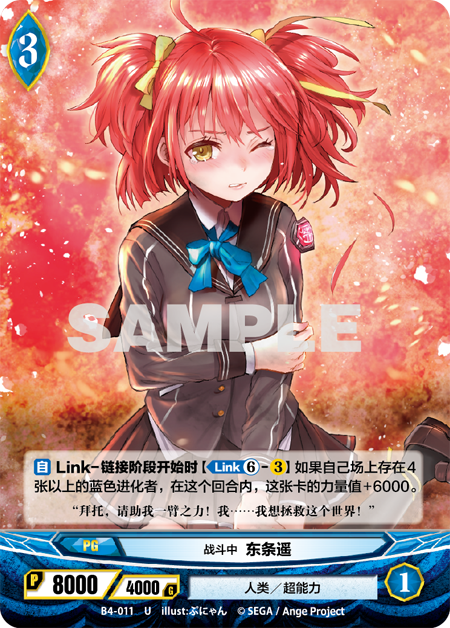 3
SAMPLE
自 Link-链接阶段开始时【Link 6-3】如果自己场上存在4
张以上的蓝色进化者，在这个回合内，这张卡的力量值+6000。
“拜托，请助我一臂之力！我……我想拯救这个世界！”
PG
战斗中 东条遥
P 8000 / 4000 G
人类／超能力
1
B4-011 U illust:ぷにゃん © SEGA / Ange Project